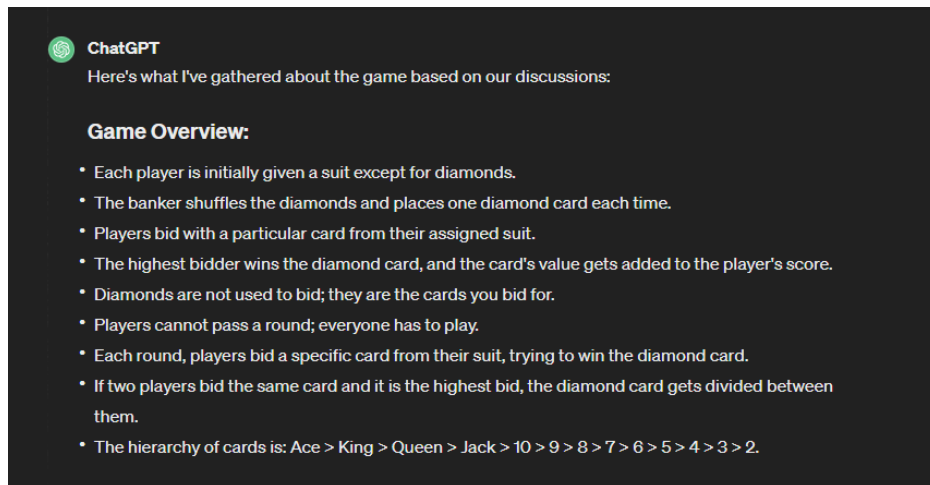 ChatGPT
Here's what I've gathered about the game based on our discussions:
Game Overview:
• Each player is initially given a suit except for diamonds.
• The banker shuffles the diamonds and places one diamond card each time.
• Players bid with a particular card from their assigned suit.
• The highest bidder wins the diamond card, and the card's value gets added to the player's score.
• Diamonds are not used to bid; they are the cards you bid for.
• Players cannot pass a round; everyone has to play.
• Each round, players bid a specific card from their suit, trying to win the diamond card.
• If two players bid the same card and it is the highest bid, the diamond card gets divided between
them.
• The hierarchy of cards is: Ace > King > Queen > Jack > 10 > 9 > 8 > 7 > 6 > 5 > 4 > 3 > 2.